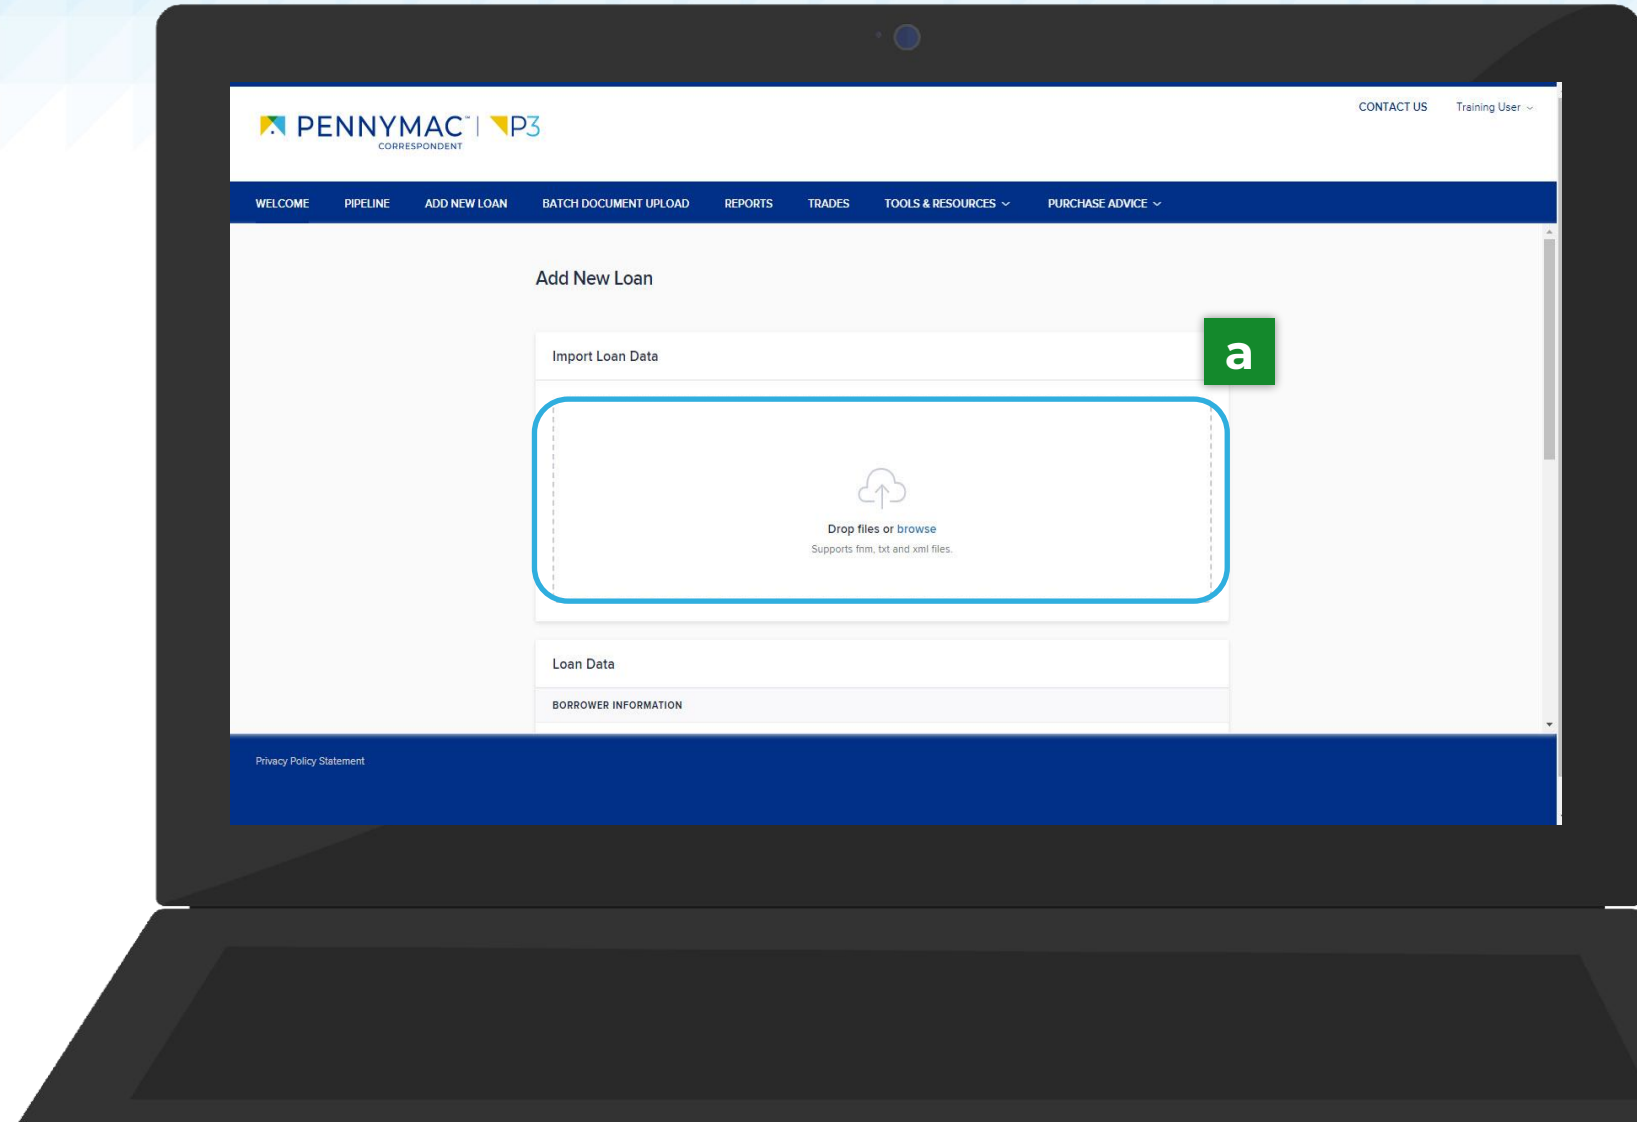 CONTACT US Training User
PENNYMAC™ | P3
CORRESPONDENT
WELCOME PIPELINE ADD NEW LOAN BATCH DOCUMENT UPLOAD REPORTS TRADES TOOLS & RESOURCES PURCHASE ADVICE
Add New Loan
Import Loan Data
a
Drop files or browse
Supports fnm, txt and xml files.
Loan Data
BORROWER INFORMATION
Privacy Policy Statement